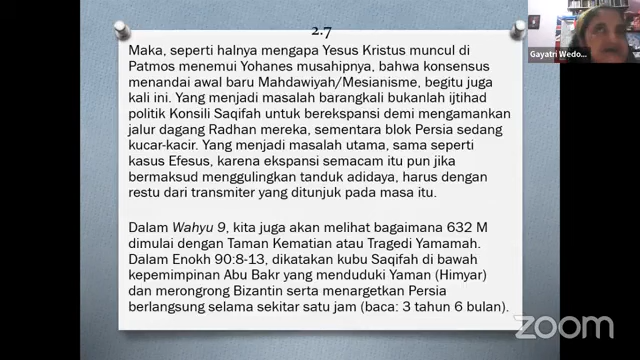 2.7
Gayatri Wedo...
Maka, seperti halnya mengapa Yesus Kristus muncul di
Patmos menemui Yohanes musahipnya, bahwa konsensus
menandai awal baru Mahdawiyah/Mesianisme, begitu juga
kali ini. Yang menjadi masalah barangkali bukanlah ijtihad
politik Konsili Saqifah untuk berekspansi demi mengamankan
jalur dagang Radhan mereka, sementara blok Persia sedang
kucar-kacir. Yang menjadi masalah utama, sama seperti
kasus Efesus, karena ekspansi semacam itu pun jika
bermaksud menggulingkan tanduk adidaya, harus dengan
restu dari transmiter yang ditunjuk pada masa itu.
Dalam Wahyu 9, kita juga akan melihat bagaimana 632 M
dimulai dengan Taman Kematian atau Tragedi Yamamah.
Dalam Enokh 90:8-13, dikatakan kubu Saqifah di bawah
kepemimpinan Abu Bakr yang menduduki Yaman (Himyar)
dan merongrong Bizantin serta menargetkan Persia
berlangsung selama sekitar satu jam (baca: 3 tahun 6 bulan).
zoom